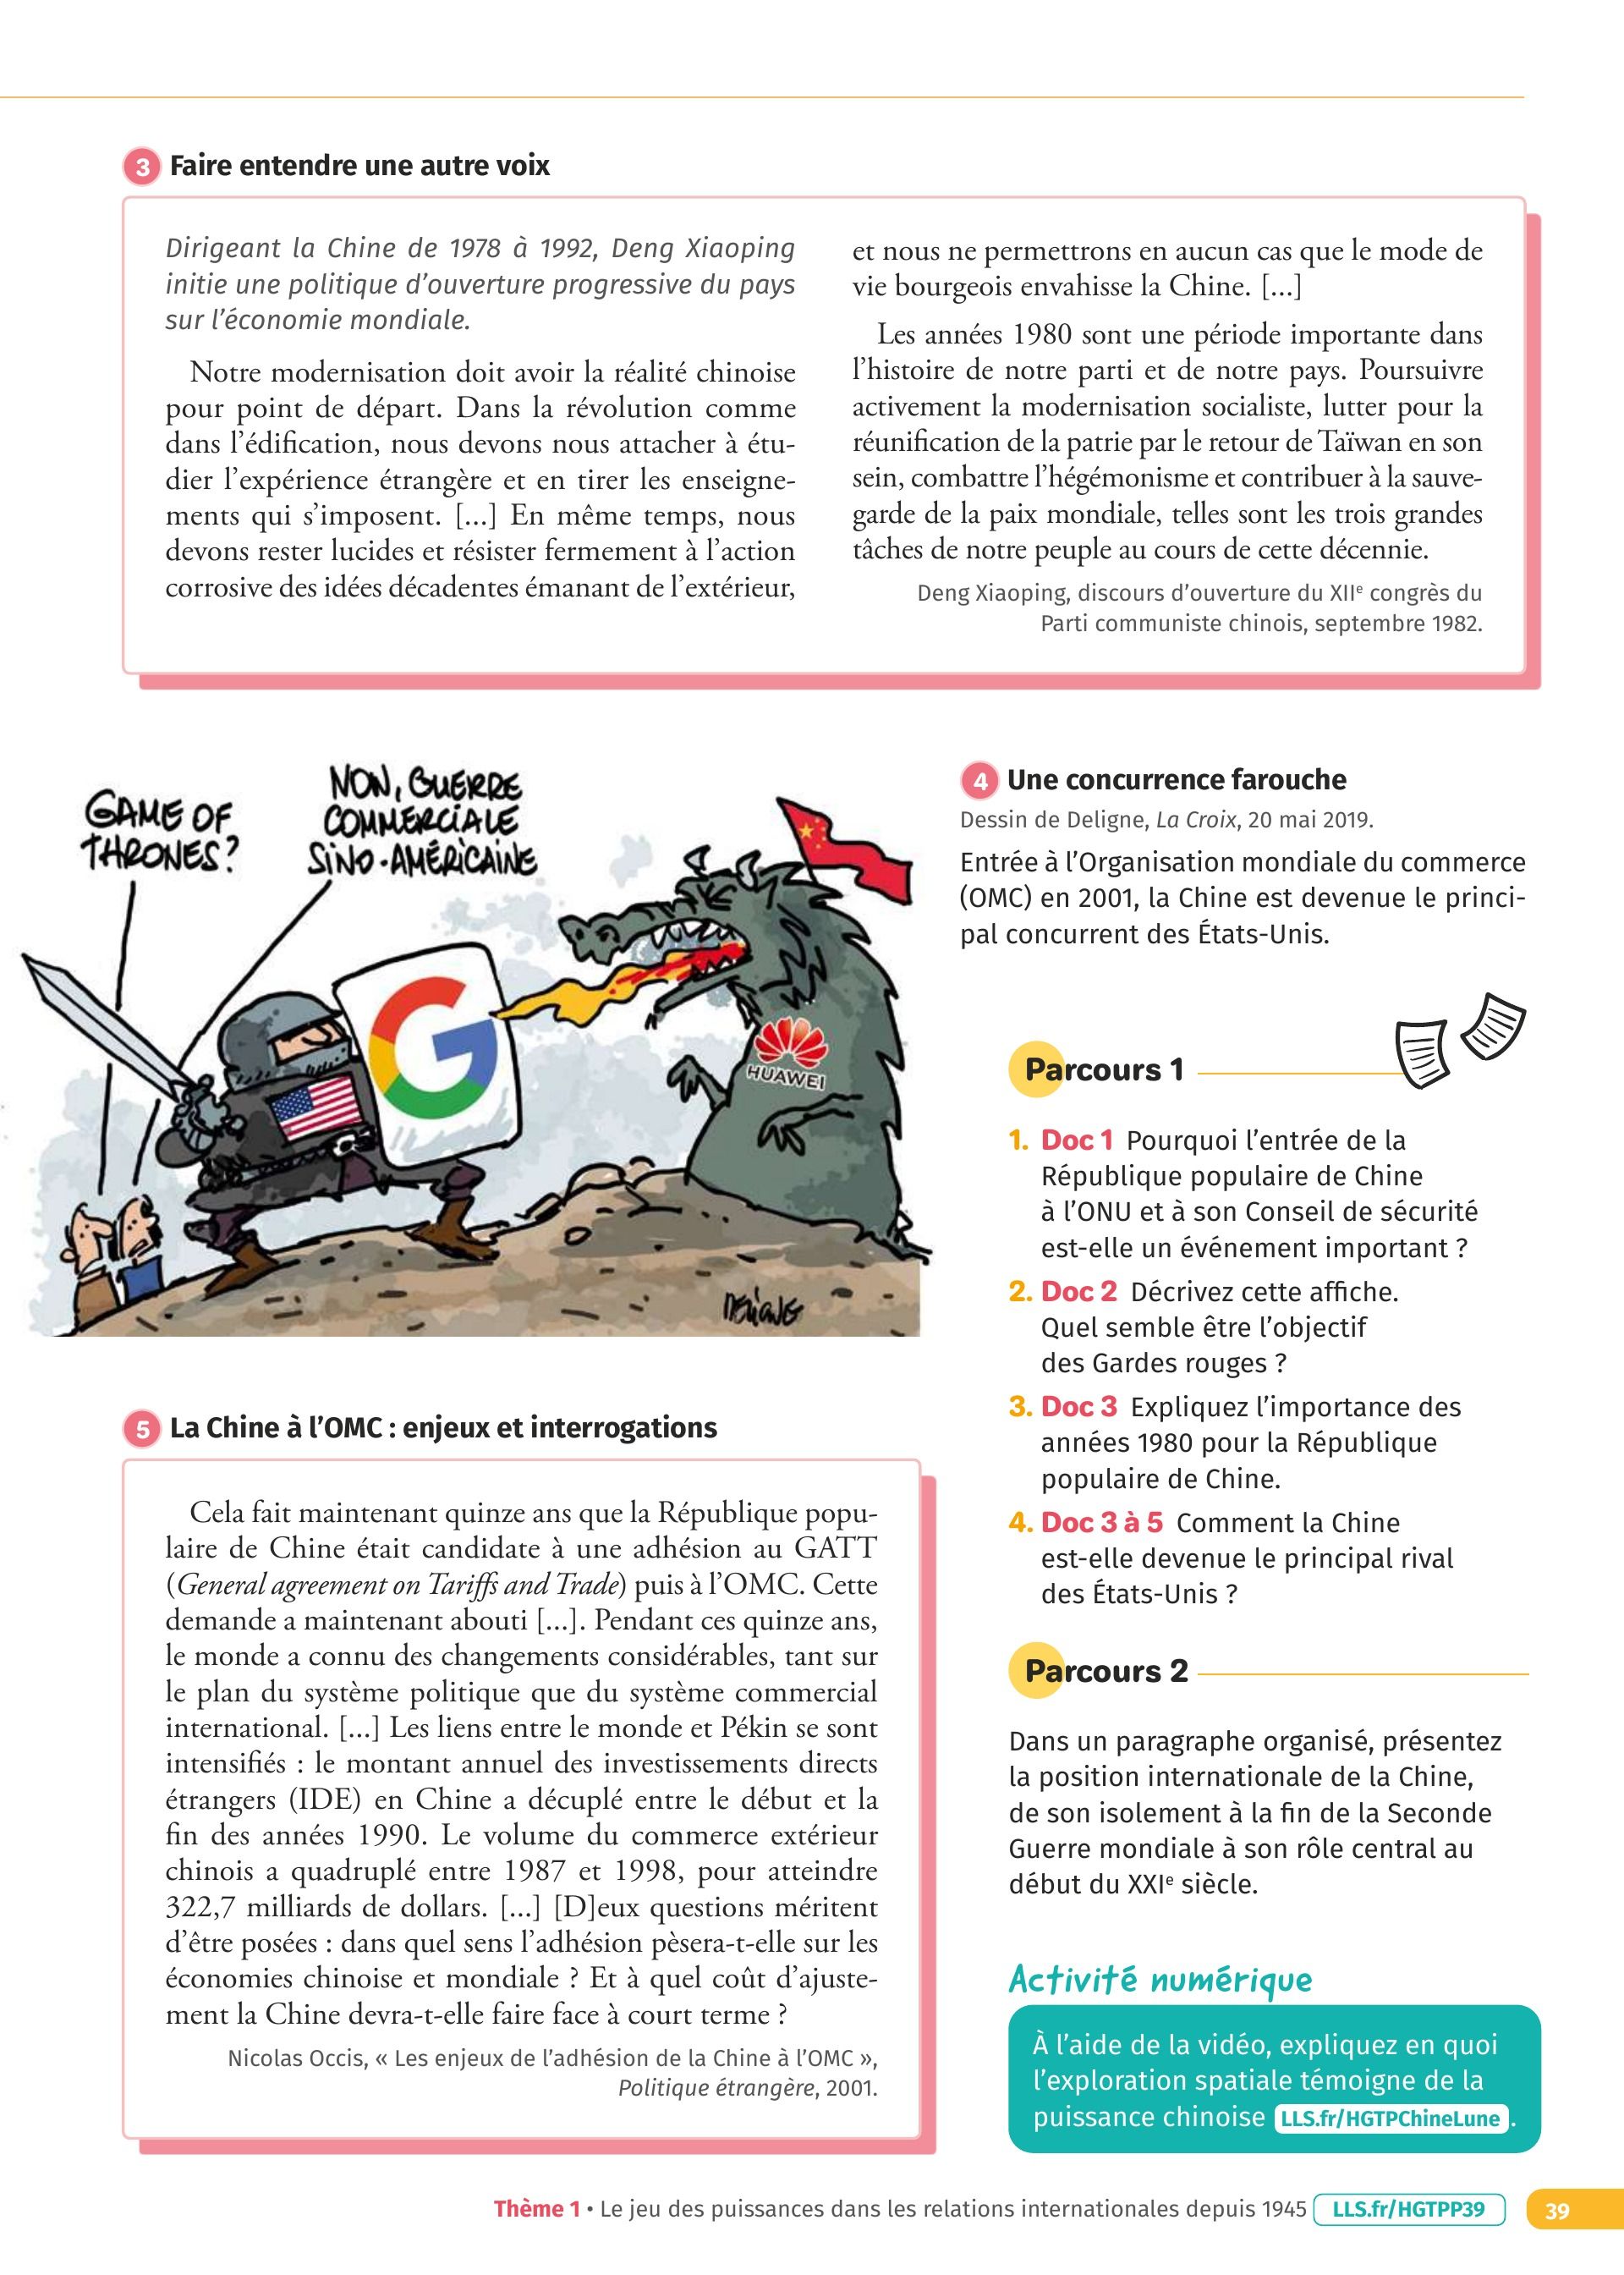 3 Faire entendre une autre voix
Dirigeant la Chine de 1978 à 1992, Deng Xiaoping
initie une politique d’ouverture progressive du pays
sur l’économie mondiale.
Notre modernisation doit avoir la réalité chinoise
pour point de départ. Dans la révolution comme
dans l’édification, nous devons nous attacher à étu-
dier l’expérience étrangère et en tirer les enseigne-
ments qui s’imposent. [...] En même temps, nous
devons rester lucides et résister fermement à l’action
corrosive des idées décadentes émanant de l’extérieur,
et nous ne permettrons en aucun cas que le mode de
vie bourgeois envahisse la Chine. [...]
Les années 1980 sont une période importante dans
l’histoire de notre parti et de notre pays. Poursuivre
activement la modernisation socialiste, lutter pour la
réunification de la patrie par le retour de Taïwan en son
sein, combattre l’hégémonisme et contribuer à la sauve-
garde de la paix mondiale, telles sont les trois grandes
tâches de notre peuple au cours de cette décennie.
Deng Xiaoping, discours d’ouverture du XIIe congrès du
Parti communiste chinois, septembre 1982.
GAME OF
THRONES?
NON, GUERRE
COMMERCIALE
SINO-AMÉRICAINE
G
HUAWEI
DELIGNE
4 Une concurrence farouche
Dessin de Deligne, La Croix, 20 mai 2019.
Entrée à l’Organisation mondiale du commerce
(OMC) en 2001, la Chine est devenue le princi-
pal concurrent des États-Unis.
5 La Chine à l’OMC : enjeux et interrogations
Cela fait maintenant quinze ans que la République popu-
laire de Chine était candidate à une adhésion au GATT
(General agreement on Tariffs and Trade) puis à l’OMC. Cette
demande a maintenant abouti [...]. Pendant ces quinze ans,
le monde a connu des changements considérables, tant sur
le plan du système politique que du système commercial
international. [...] Les liens entre le monde et Pékin se sont
intensifiés : le montant annuel des investissements directs
étrangers (IDE) en Chine a décuplé entre le début et la
fin des années 1990. Le volume du commerce extérieur
chinois a quadruplé entre 1987 et 1998, pour atteindre
322,7 milliards de dollars. [...] [D]eux questions méritent
d’être posées : dans quel sens l’adhésion pèsera-t-elle sur les
économies chinoise et mondiale ? Et à quel coût d’ajuste-
ment la Chine devra-t-elle faire face à court terme ?
Nicolas Occis, « Les enjeux de l’adhésion de la Chine à l’OMC »,
Politique étrangère, 2001.
Parcours 1
1. Doc 1 Pourquoi l’entrée de la
République populaire de Chine
à l’ONU et à son Conseil de sécurité
est-elle un événement important ?
2. Doc 2 Décrivez cette affiche.
Quel semble être l’objectif
des Gardes rouges ?
3. Doc 3 Expliquez l’importance des
années 1980 pour la République
populaire de Chine.
4. Doc 3 à 5 Comment la Chine
est-elle devenue le principal rival
des États-Unis ?
Parcours 2
Dans un paragraphe organisé, présentez
la position internationale de la Chine,
de son isolement à la fin de la Seconde
Guerre mondiale à son rôle central au
début du XXIe siècle.
Activité numérique
À l’aide de la vidéo, expliquez en quoi
l’exploration spatiale témoigne de la
puissance chinoise LLS.fr/HGTPChineLune .
Thème 1 • Le jeu des puissances dans les relations internationales depuis 1945 LLS.fr/HGTPP39 39